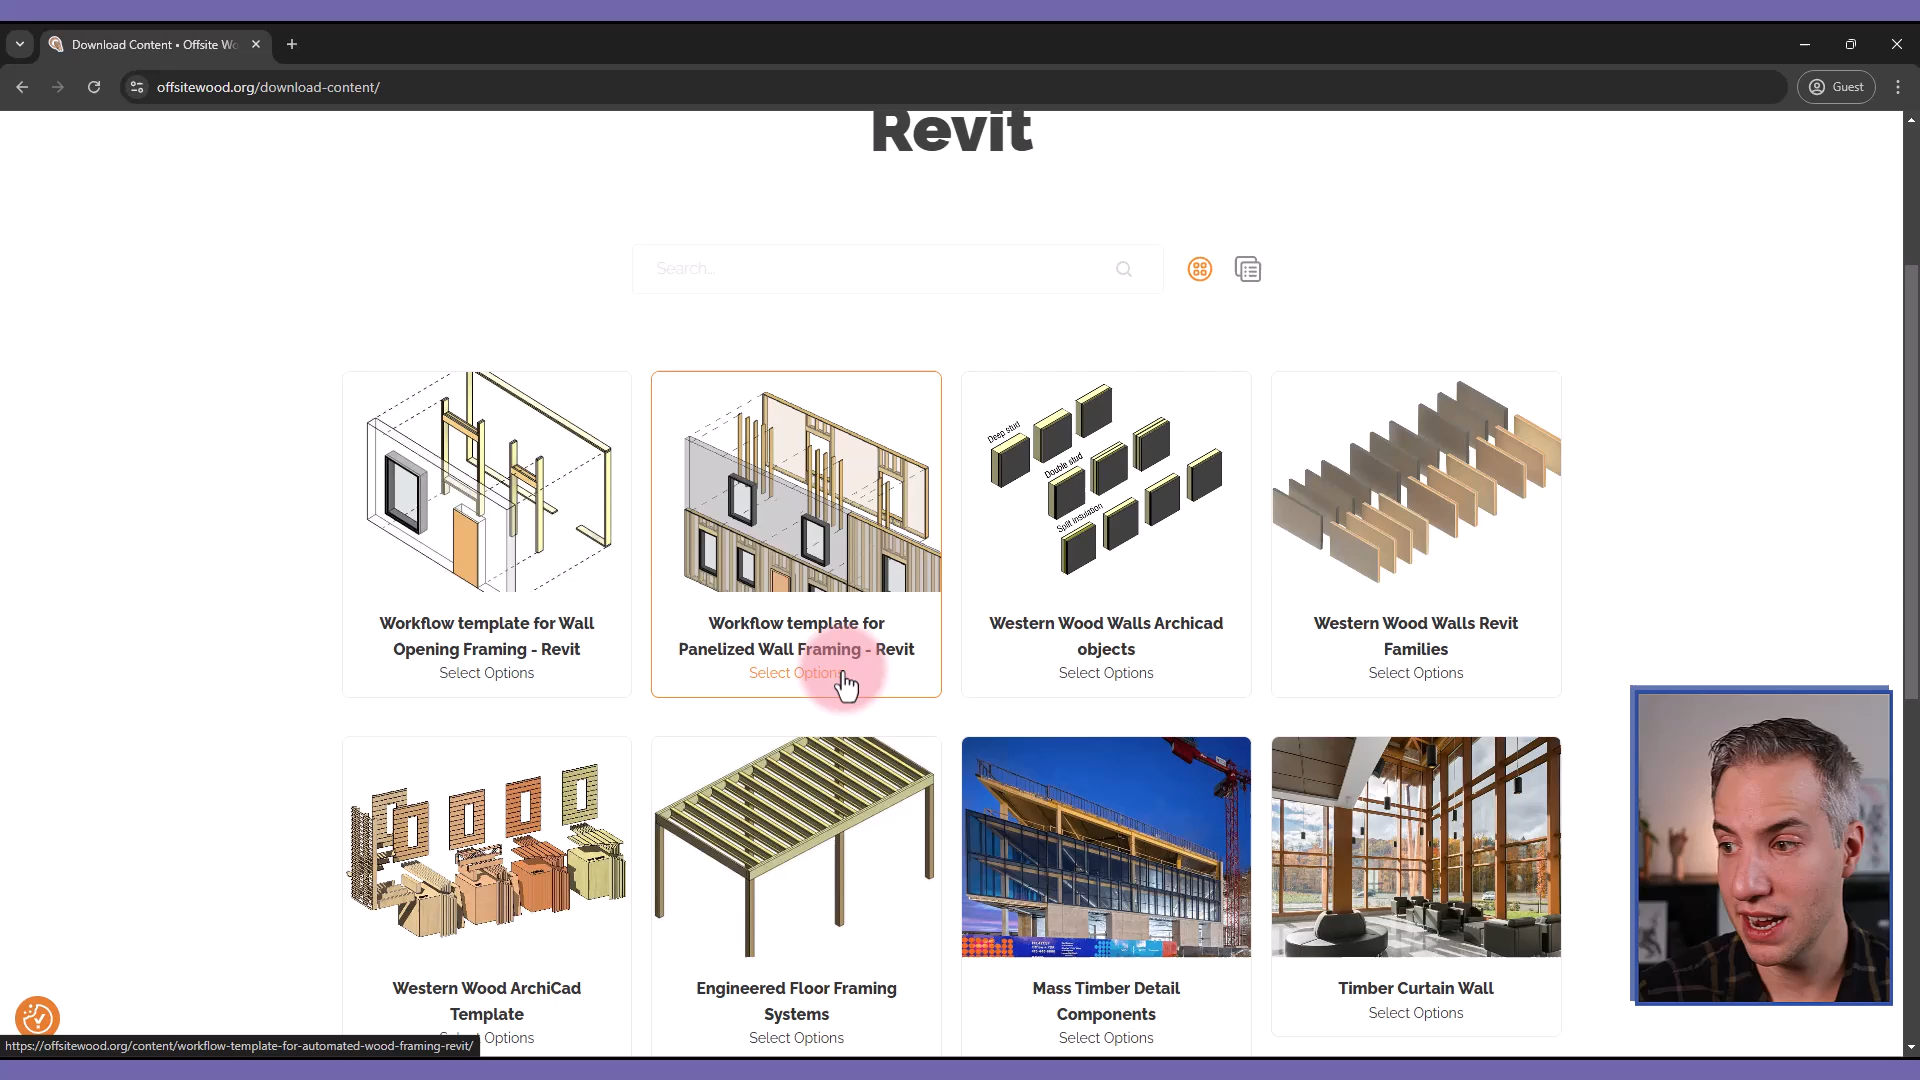 Download Content • Offsite Wo
offsitewood.org/download-content/
Guest
Revit
Search...
Deep stud
Double stud
Split insulation
Workflow template for Wall
Opening Framing - Revit
Select Options
Workflow template for
Panelized Wall Framing - Revit
Select Options
Western Wood Walls Archicad
objects
Select Options
Western Wood Walls Revit
Families
Select Options
Western Wood ArchiCad
Template
Options
Engineered Floor Framing
Systems
Select Options
Mass Timber Detail
Components
Select Options
Timber Curtain Wall
Select Options
https://offsitewood.org/content/workflow-template-for-automated-wood-framing-revit/